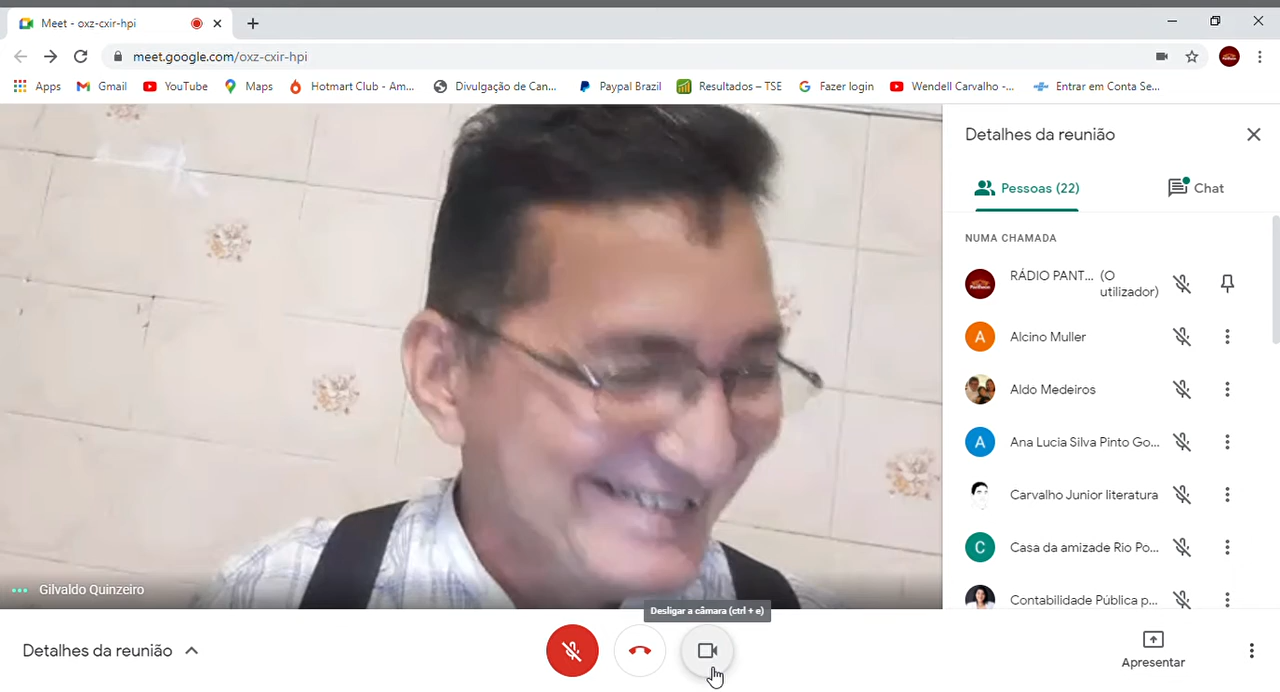 Meet - oxz-cxir-hpi
meet.google.com/oxz-cxir-hpi
Apps Gmail YouTube Maps Hotmart Club - Am... Divulgação de Can... Paypal Brazil Resultados – TSE Fazer login Wendell Carvalho -... Entrar em Conta Se...
Detalhes da reunião
Pessoas (22) Chat
NUMA CHAMADA
RÁDIO PANT... (O
utilizador)
A Alcino Muller
Aldo Medeiros
A Ana Lucia Silva Pinto Go...
Carvalho Junior literatura
C Casa da amizade Rio Po...
Contabilidade Pública p...
Gilvaldo Quinzeiro
Desligar a câmara (ctrl + e)
Detalhes da reunião
Apresentar